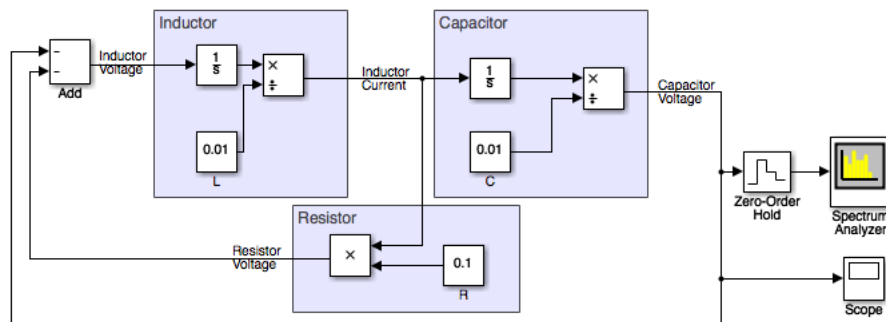 Inductor
Capacitor
−
−
Add
Inductor
Voltage
1
s
×
÷
0.01
L
Inductor
Current
1
s
×
÷
0.01
C
Capacitor
Voltage
Zero-Order
Hold
Spectrum
Analyzer
Resistor
Resistor
Voltage
×
0.1
R
Scope